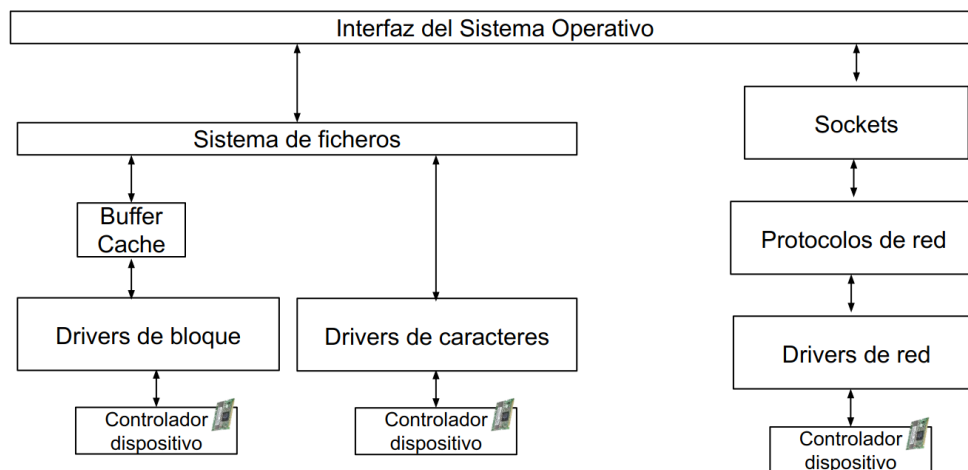 Interfaz del Sistema Operativo
Sistema de ficheros
Sockets
Buffer
Cache
Protocolos de red
Drivers de bloque
Drivers de caracteres
Drivers de red
Controlador
dispositivo
Controlador
dispositivo
Controlador
dispositivo